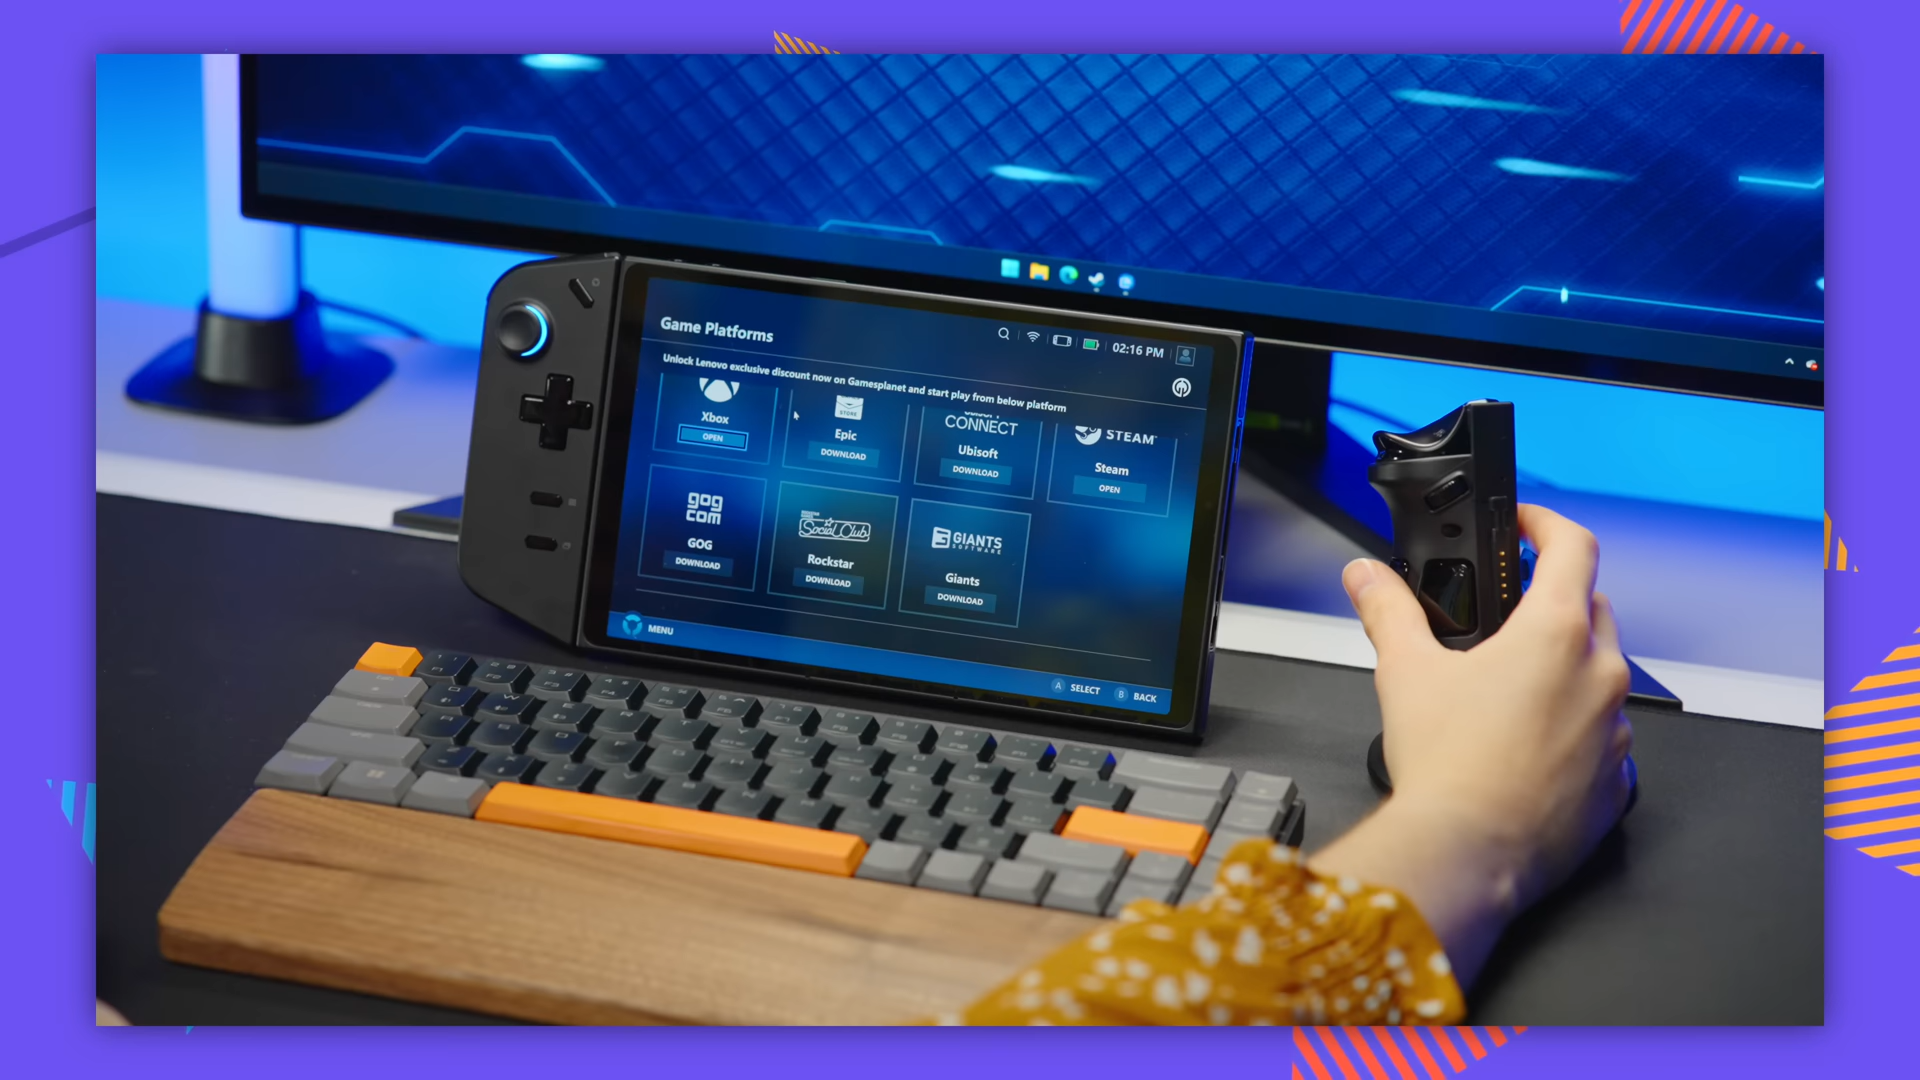 Game Platforms
02:16 PM
Unlock Lenovo exclusive discount now on Gamesplanet and start play from below platform
Xbox
OPEN
STORE
Epic
DOWNLOAD
CONNECT
Ubisoft
DOWNLOAD
STEAM
Steam
OPEN
gog
com
GOG
DOWNLOAD
Social Club
Rockstar
DOWNLOAD
GIANTS
SOFTWARE
Giants
DOWNLOAD
MENU
A SELECT
B BACK